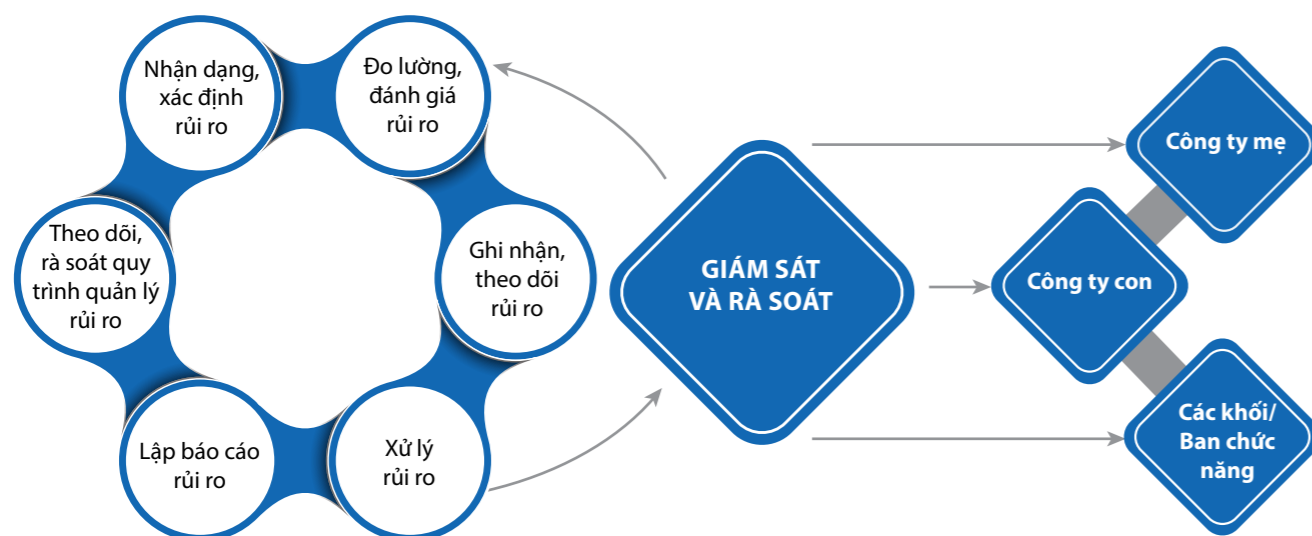 Nhận dạng,
xác định
rủi ro
Đo lường,
đánh giá
rủi ro
Theo dõi,
rà soát quy
trình quản lý
rủi ro
Ghi nhận,
theo dõi
rủi ro
Lập báo cáo
rủi ro
Xử lý
rủi ro
GIÁM SÁT
VÀ RÀ SOÁT
Công ty mẹ
Công ty con
Các khối/
Ban chức
năng